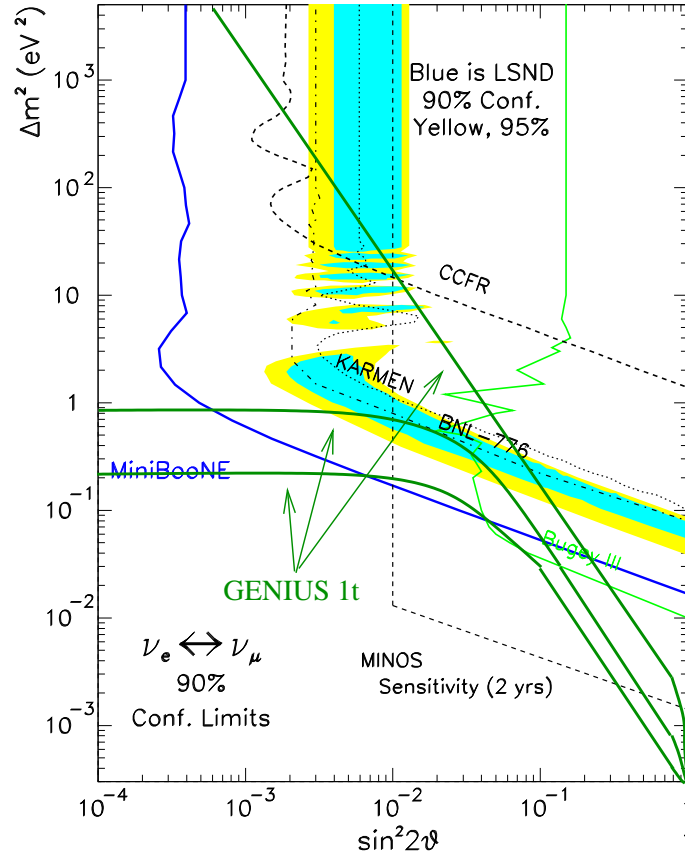 Δm² (eV²)
10³
10²
10
1
10⁻¹
10⁻²
10⁻³
Blue is LSND
90% Conf.
Yellow, 95%
CCFR
KARMEN
BNL-776
MiniBooNE
Bugey III
GENIUS 1t
νₑ ↔ ν_μ
90%
Conf. Limits
MINOS
Sensitivity (2 yrs)
10⁻⁴ 10⁻³ 10⁻² 10⁻¹
sin²2ϑ